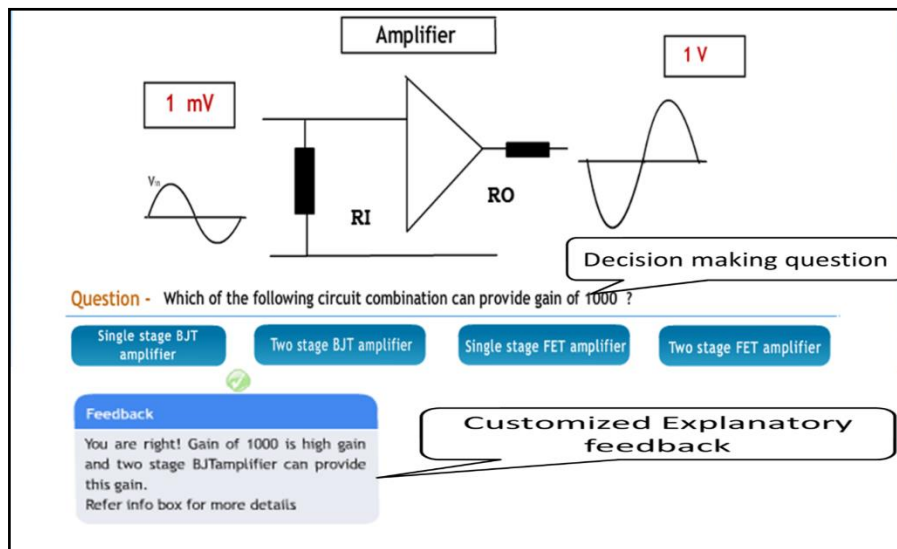 Amplifier
1 V
1 mV
RI
RO
Decision making question
Question - Which of the following circuit combination can provide gain of 1000 ?
Single stage BJT
amplifier
Two stage BJT amplifier
Single stage FET amplifier
Two stage FET amplifier
Feedback
Customized Explanatory
feedback
You are right! Gain of 1000 is high gain
and two stage BJTamplifier can provide
this gain.
Refer info box for more details